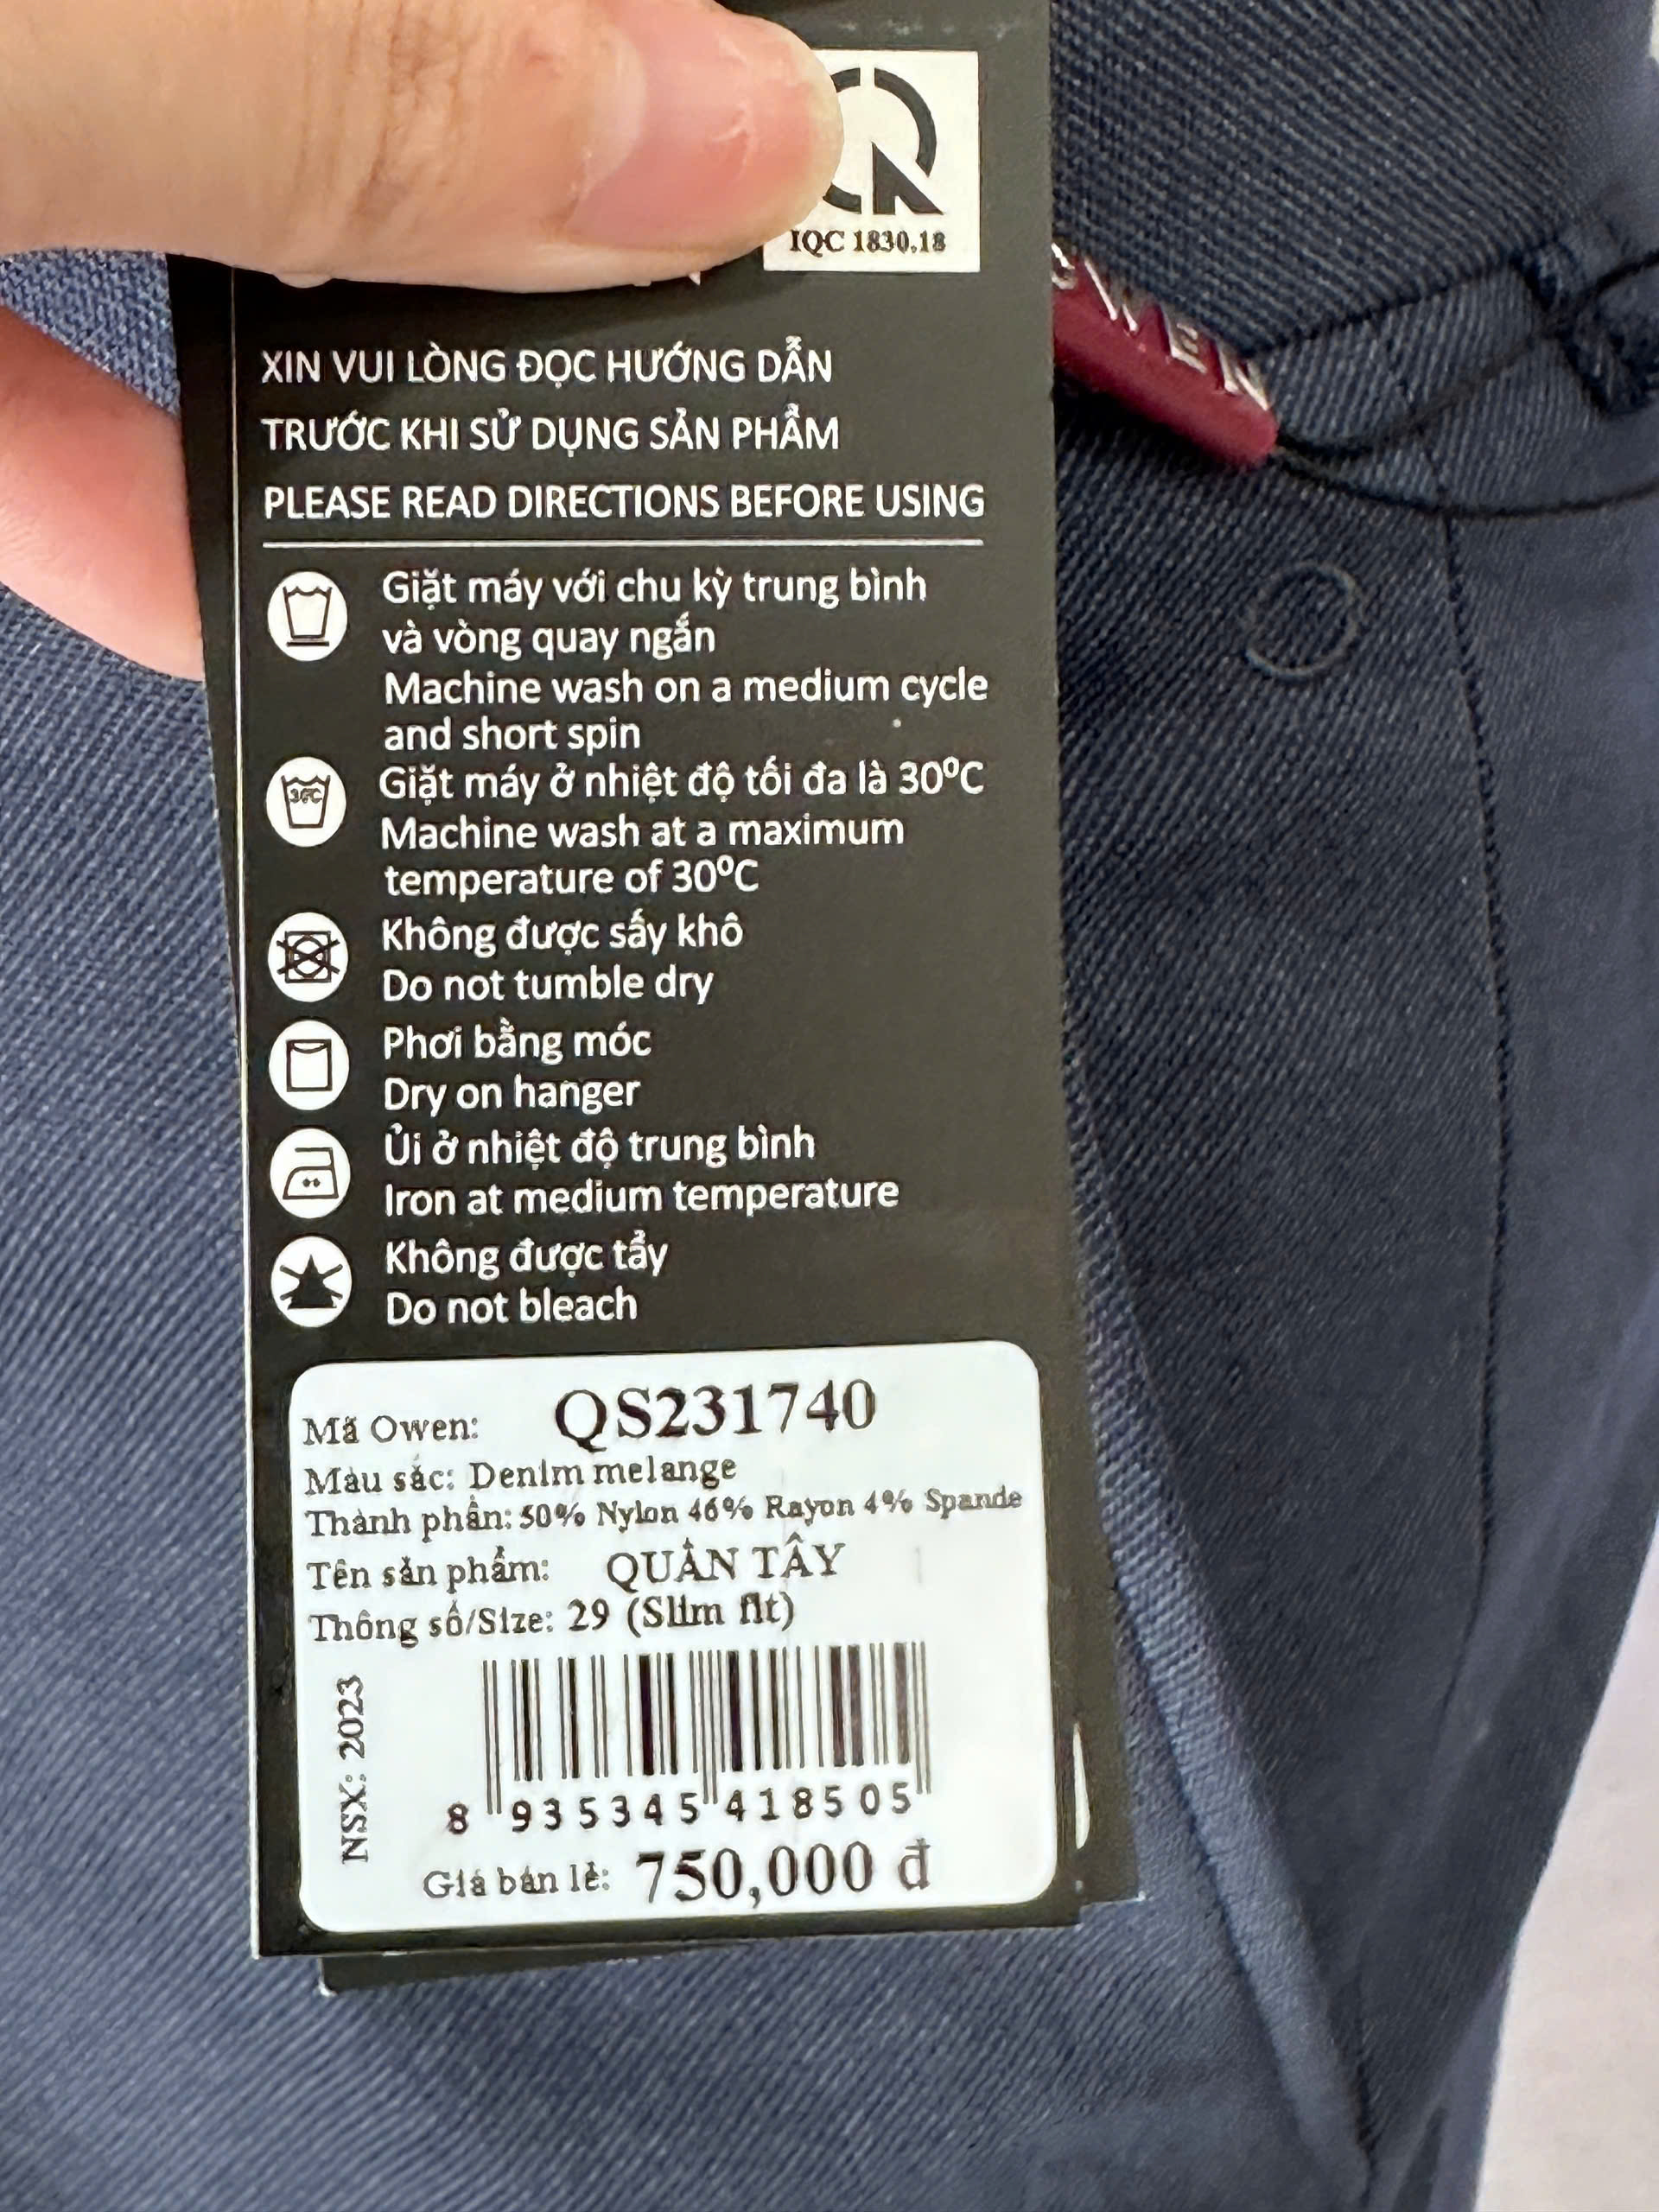 IQC 1830.18
OWEN
XIN VUI LÒNG ĐỌC HƯỚNG DẪN
TRƯỚC KHI SỬ DỤNG SẢN PHẨM
PLEASE READ DIRECTIONS BEFORE USING
Giặt máy với chu kỳ trung bình
và vòng quay ngắn
Machine wash on a medium cycle
and short spin
30°C
Giặt máy ở nhiệt độ tối đa là 30⁰C
Machine wash at a maximum
temperature of 30⁰C
Không được sấy khô
Do not tumble dry
Phơi bằng móc
Dry on hanger
Ủi ở nhiệt độ trung bình
Iron at medium temperature
Không được tẩy
Do not bleach
Mã Owen: QS231740
Màu sắc: Denim melange
Thành phần: 50% Nylon 46% Rayon 4% Spande
Tên sản phẩm: QUẦN TÂY
Thông số/Size: 29 (Slim fit)
NSX: 2023
8 935345 418505
Giá bán lẻ: 750,000 đ